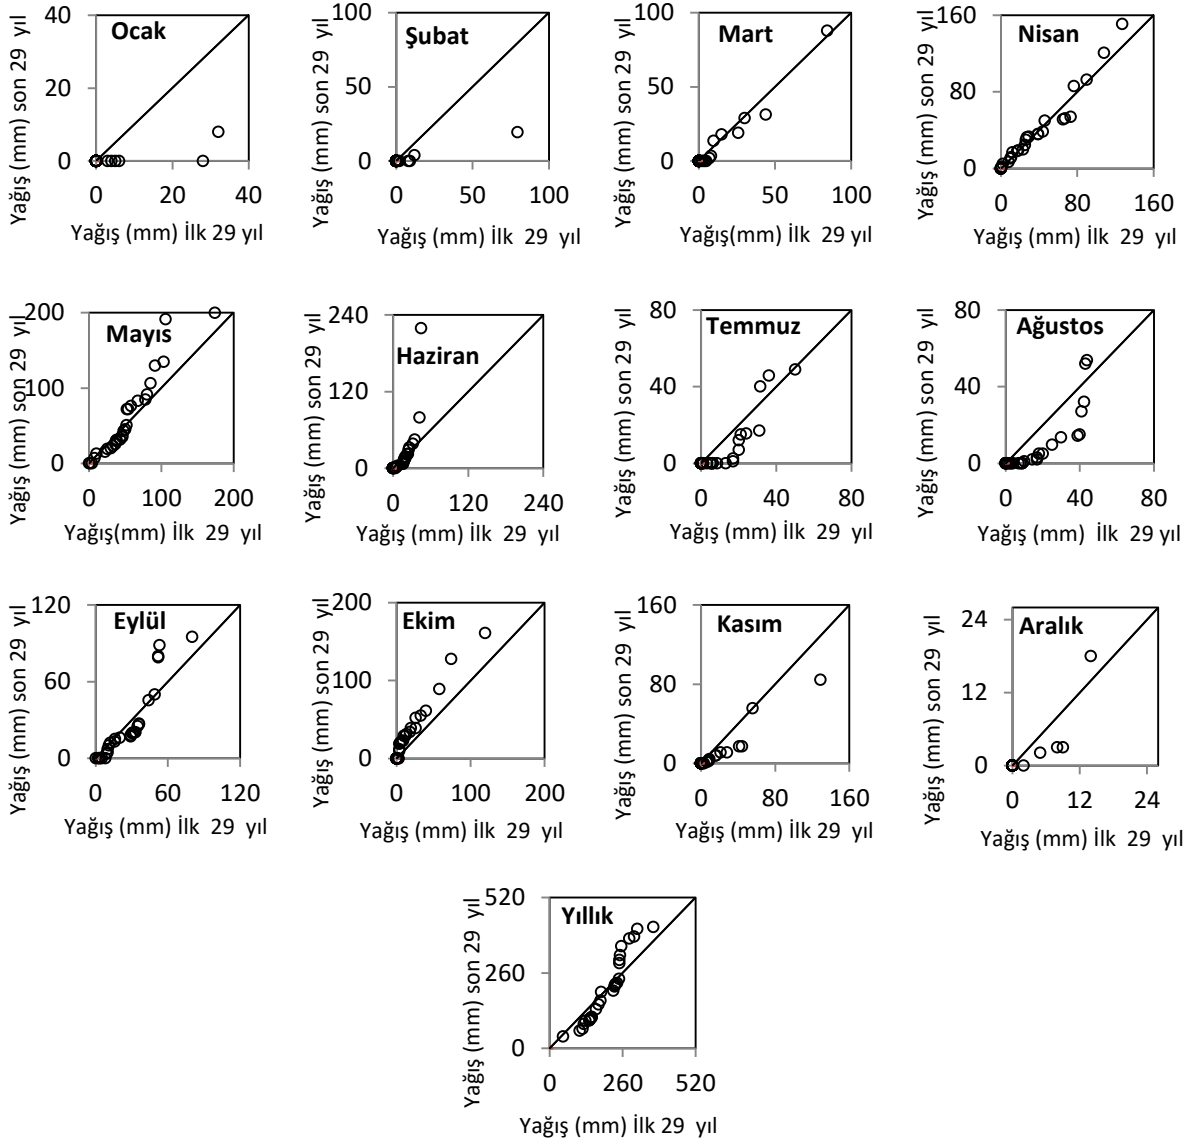 Ocak
Yağış (mm) son 29 yıl
40
20
0
0 20 40
Yağış (mm) İlk 29 yıl
Şubat
Yağış (mm) son 29 yıl
100
50
0
0 50 100
Yağış (mm) İlk 29 yıl
Mart
Yağış (mm) son 29 yıl
100
50
0
0 50 100
Yağış(mm) İlk 29 yıl
Nisan
Yağış (mm) son 29 yıl
160
80
0
0 80 160
Yağış (mm) İlk 29 yıl
Mayıs
Yağış (mm) son 29 yıl
200
100
0
0 100 200
Yağış(mm) İlk 29 yıl
Haziran
Yağış (mm) son 29 yıl
240
120
0
0 120 240
Yağış (mm) İlk 29 yıl
Temmuz
Yağış (mm) son 29 yıl
80
40
0
0 40 80
Yağış (mm) İlk 29 yıl
Ağustos
Yağış (mm) son 29 yıl
80
40
0
0 40 80
Yağış (mm) İlk 29 yıl
Eylül
Yağış (mm) son 29 yıl
120
60
0
0 60 120
Yağış (mm) İlk 29 yıl
Ekim
Yağış (mm) son 29 yıl
200
100
0
0 100 200
Yağış (mm) İlk 29 yıl
Kasım
Yağış (mm) son 29 yıl
160
80
0
0 80 160
Yağış (mm) İlk 29 yıl
Aralık
Yağış (mm) son 29 yıl
24
12
0
0 12 24
Yağış (mm) İlk 29 yıl
Yıllık
Yağış (mm) son 29 yıl
520
260
0
0 260 520
Yağış (mm) İlk 29 yıl